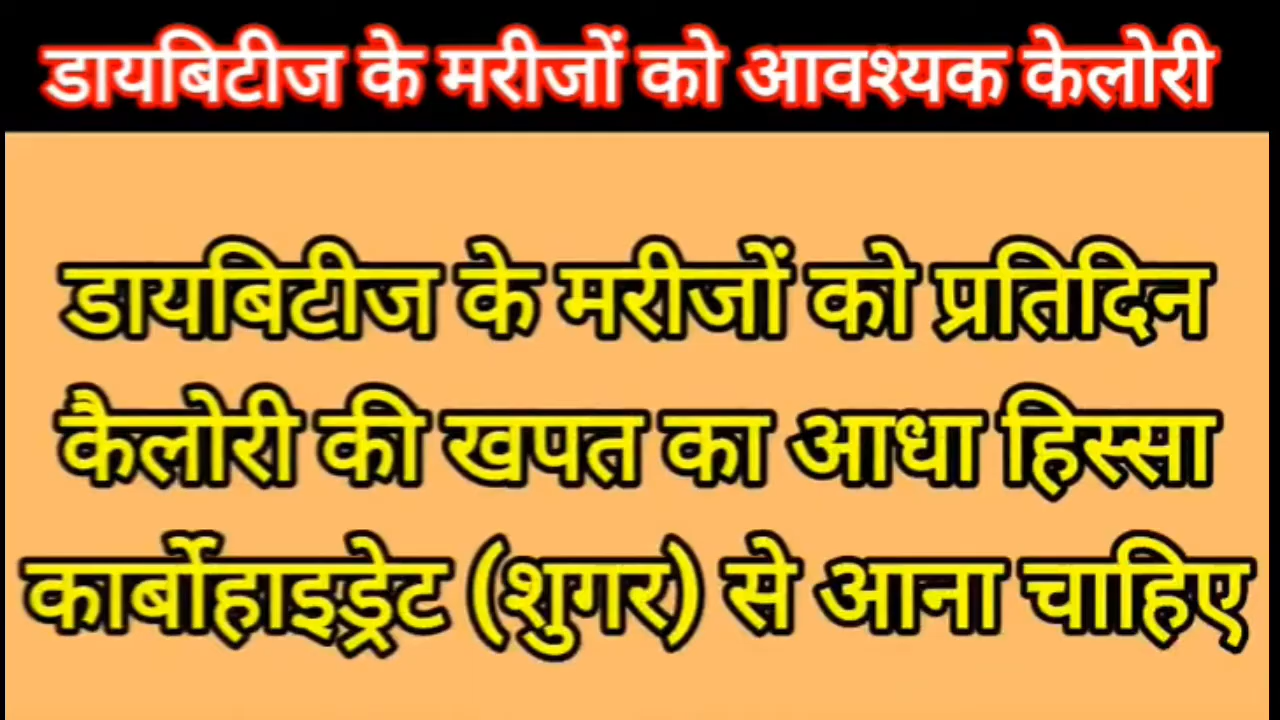 डायबिटीज के मरीजों को आवश्यक केलोरी
डायबिटीज के मरीजों को प्रतिदिन
कैलोरी की खपत का आधा हिस्सा
कार्बोहाइड्रेट (शुगर) से आना चाहिए